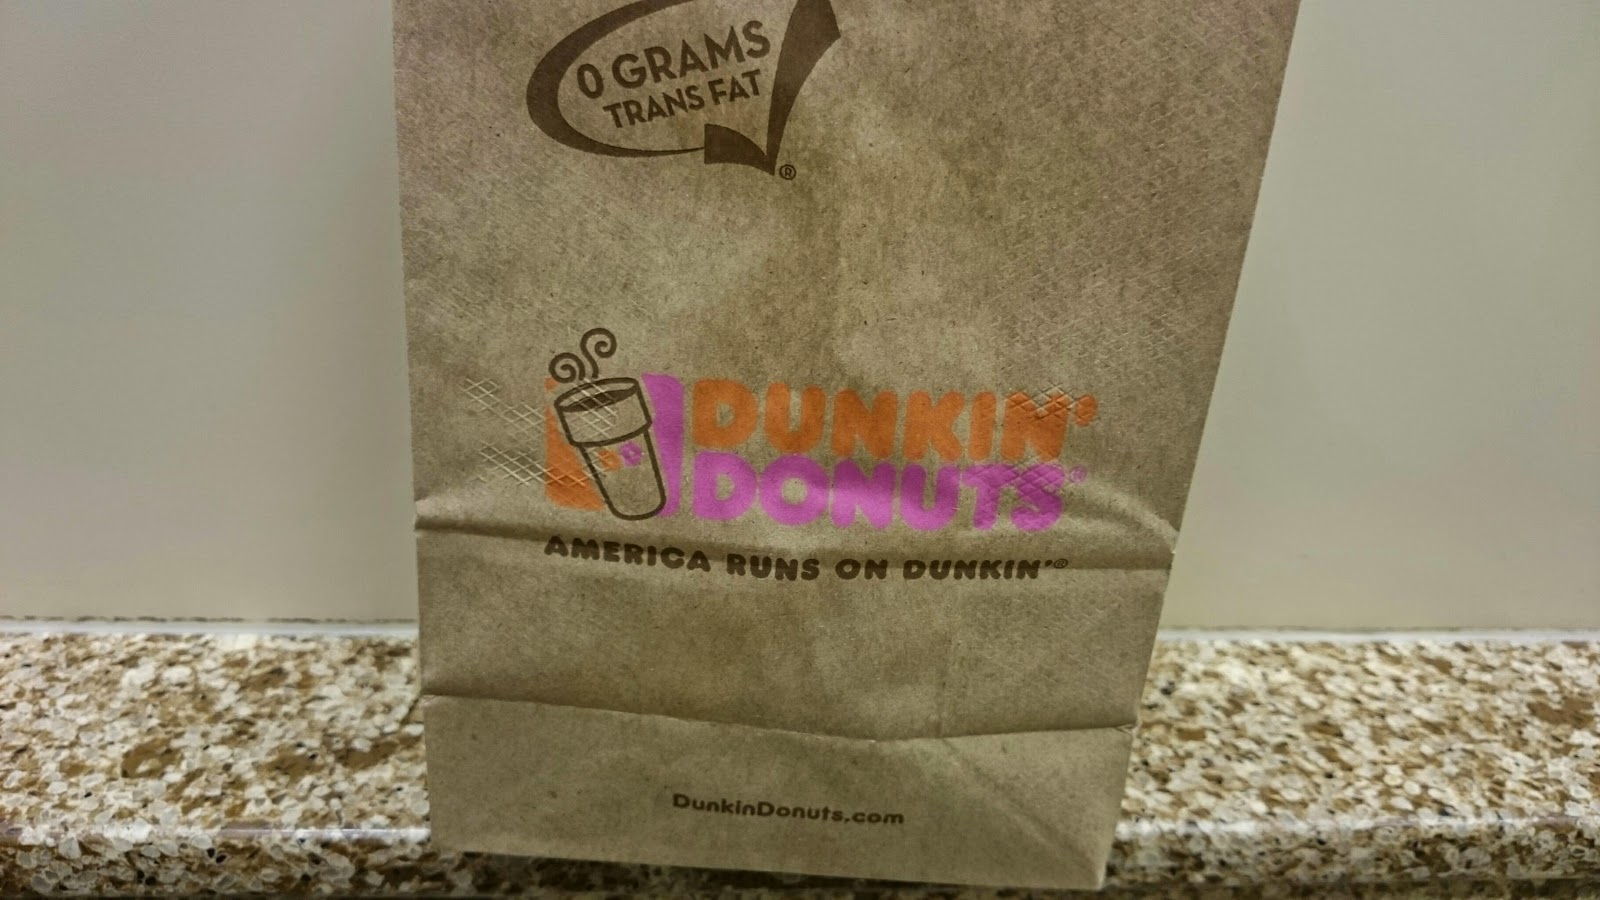 0 GRAMS
TRANS FAT
®
DUNKIN'
DONUTS®
AMERICA RUNS ON DUNKIN'®
DunkinDonuts.com